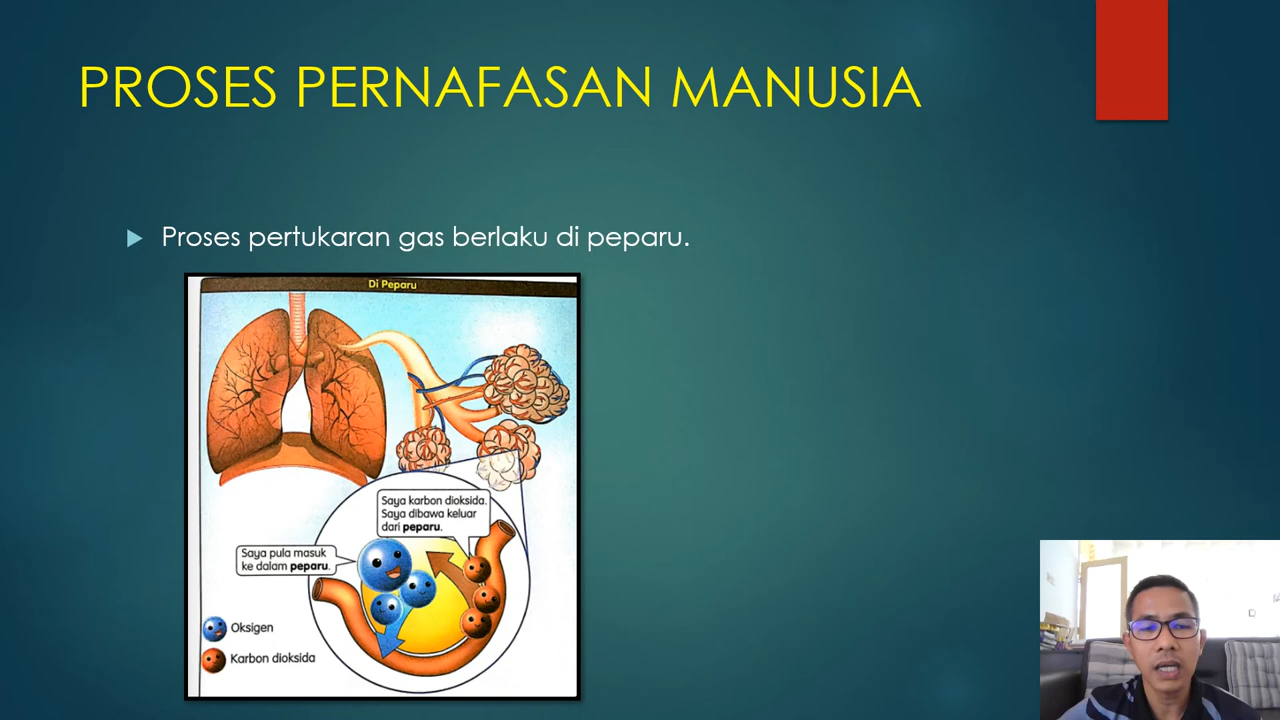 PROSES PERNAFASAN MANUSIA
Proses pertukaran gas berlaku di peparu.
Di Peparu
Saya karbon dioksida.
Saya dibawa keluar
dari peparu.
Saya pula masuk
ke dalam peparu.
Oksigen
Karbon dioksida